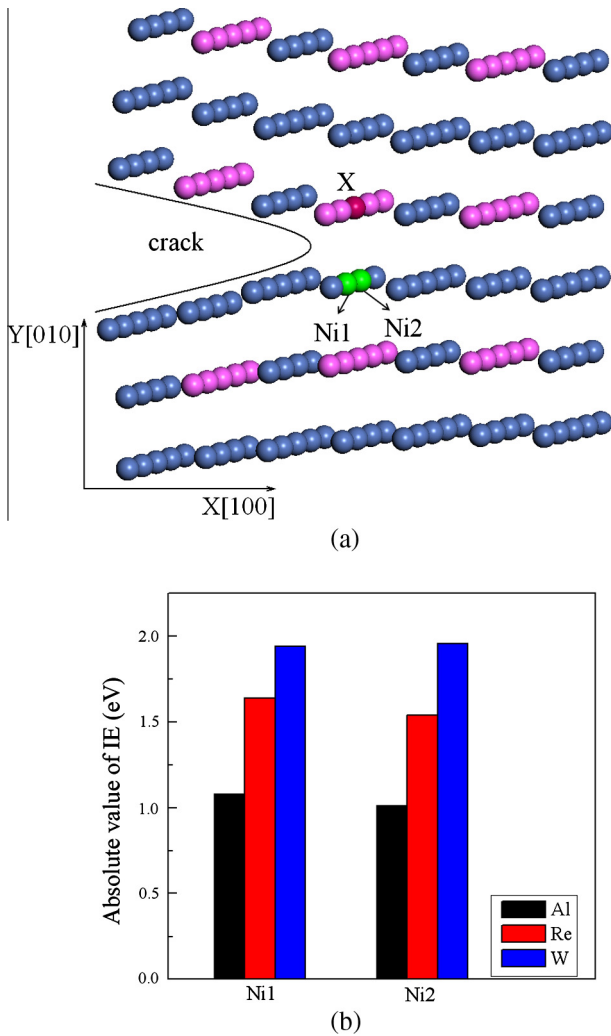 X
crack
Y[010]
Ni1 Ni2
X[100]
(a)
Absolute value of IE (eV)
2.0
1.5
1.0
0.5
0.0
Ni1 Ni2
Al
Re
W
(b)